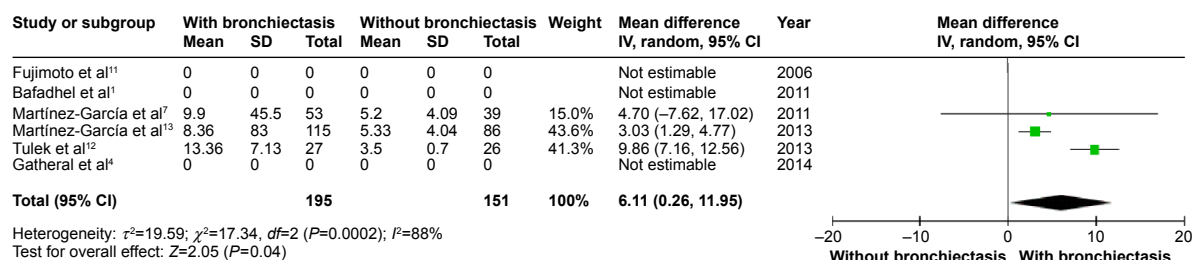 Study or subgroup With bronchiectasis Without bronchiectasis Weight Mean difference Year Mean difference
Mean SD Total Mean SD Total IV, random, 95% CI IV, random, 95% CI
Fujimoto et al¹¹ 0 0 0 0 0 0 Not estimable 2006
Bafadhel et al¹ 0 0 0 0 0 0 Not estimable 2011
Martínez-García et al⁷ 9.9 45.5 53 5.2 4.09 39 15.0% 4.70 (–7.62, 17.02) 2011
Martínez-García et al¹³ 8.36 83 115 5.33 4.04 86 43.6% 3.03 (1.29, 4.77) 2013
Tulek et al¹² 13.36 7.13 27 3.5 0.7 26 41.3% 9.86 (7.16, 12.56) 2013
Gatheral et al⁴ 0 0 0 0 0 0 Not estimable 2014
Total (95% CI) 195 151 100% 6.11 (0.26, 11.95)
Heterogeneity: τ²=19.59; χ²=17.34, df=2 (P=0.0002); I²=88%
Test for overall effect: Z=2.05 (P=0.04)
–20 –10 0 10 20
Without bronchiectasis With bronchiectasis